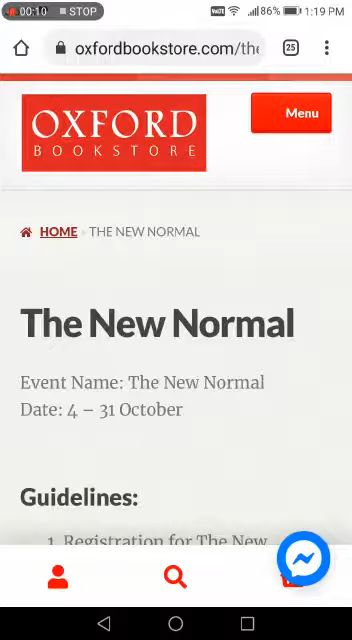 00:10 STOP 86% 1:19 PM
oxfordbookstore.com/the
25
OXFORD
BOOKSTORE
Menu
HOME THE NEW NORMAL
The New Normal
Event Name: The New Normal
Date: 4 – 31 October
Guidelines:
1. Registration for The New